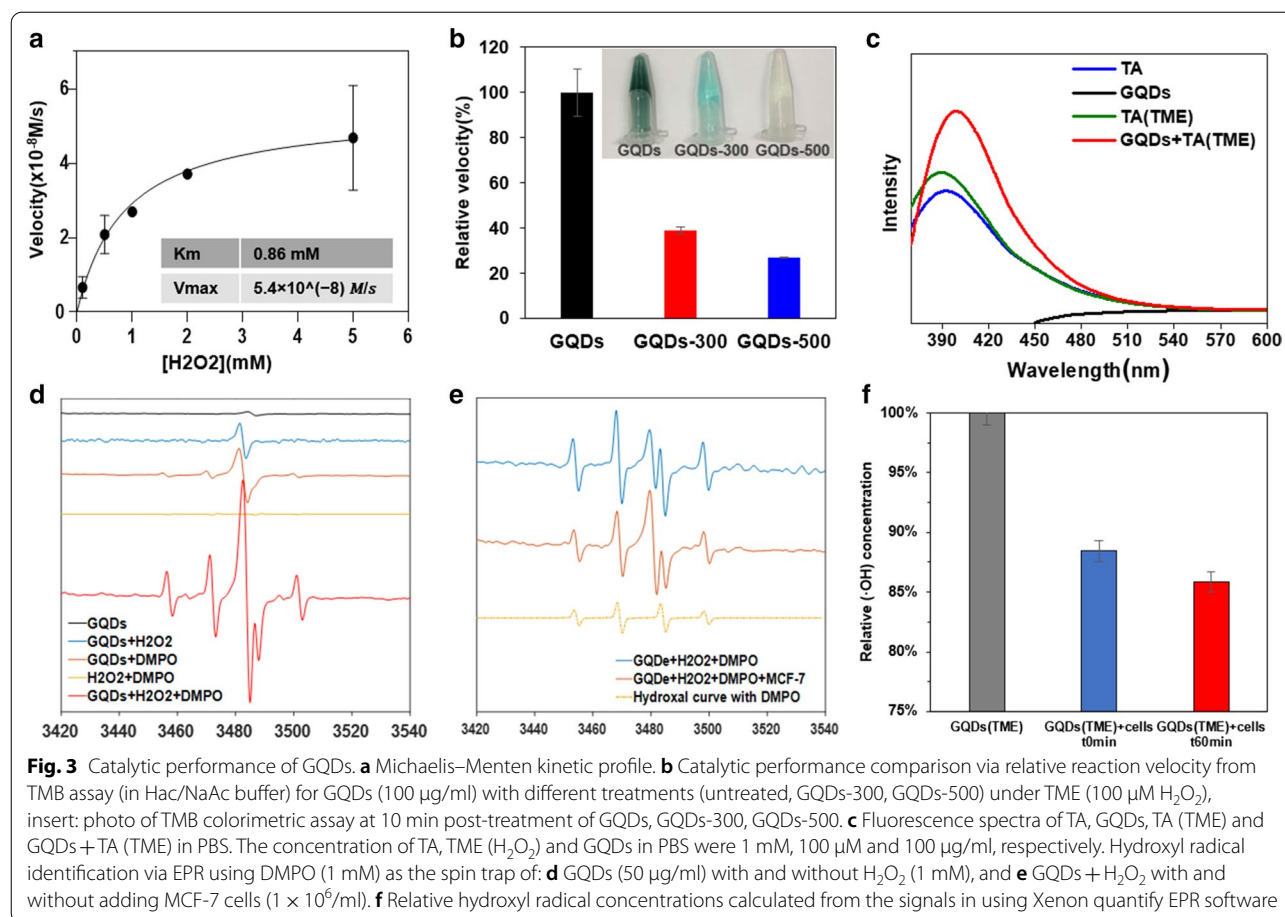 a
Velocity(x10-⁸M/s)
6
4
2
0
0 1 2 3 4 5 6
[H2O2](mM)
Km 0.86 mM
Vmax 5.4×10^(−8) M/s
b
Relative velocity(%)
120
100
80
60
40
20
0
GQDs GQDs-300 GQDs-500
GQDs GQDs-300 GQDs-500
c
Intensity
TA
GQDs
TA(TME)
GQDs+TA(TME)
390 420 450 480 510 540 570 600
Wavelength(nm)
d
GQDs
GQDs+H2O2
GQDs+DMPO
H2O2+DMPO
GQDs+H2O2+DMPO
3420 3440 3460 3480 3500 3520 3540
e
GQDe+H2O2+DMPO
GQDe+H2O2+DMPO+MCF-7
Hydroxal curve with DMPO
3420 3440 3460 3480 3500 3520 3540
f
Relative (·OH) concentration
100%
95%
90%
85%
80%
75%
GQDs(TME) GQDs(TME)+cells GQDs(TME)+cells
t0min t60min
Fig. 3 Catalytic performance of GQDs. a Michaelis–Menten kinetic profile. b Catalytic performance comparison via relative reaction velocity from
TMB assay (in Hac/NaAc buffer) for GQDs (100 µg/ml) with different treatments (untreated, GQDs-300, GQDs-500) under TME (100 µM H₂O₂),
insert: photo of TMB colorimetric assay at 10 min post-treatment of GQDs, GQDs-300, GQDs-500. c Fluorescence spectra of TA, GQDs, TA (TME) and
GQDs + TA (TME) in PBS. The concentration of TA, TME (H₂O₂) and GQDs in PBS were 1 mM, 100 µM and 100 µg/ml, respectively. Hydroxyl radical
identification via EPR using DMPO (1 mM) as the spin trap of: d GQDs (50 µg/ml) with and without H₂O₂ (1 mM), and e GQDs + H₂O₂ with and
without adding MCF-7 cells (1 × 10⁶/ml). f Relative hydroxyl radical concentrations calculated from the signals in using Xenon quantify EPR software